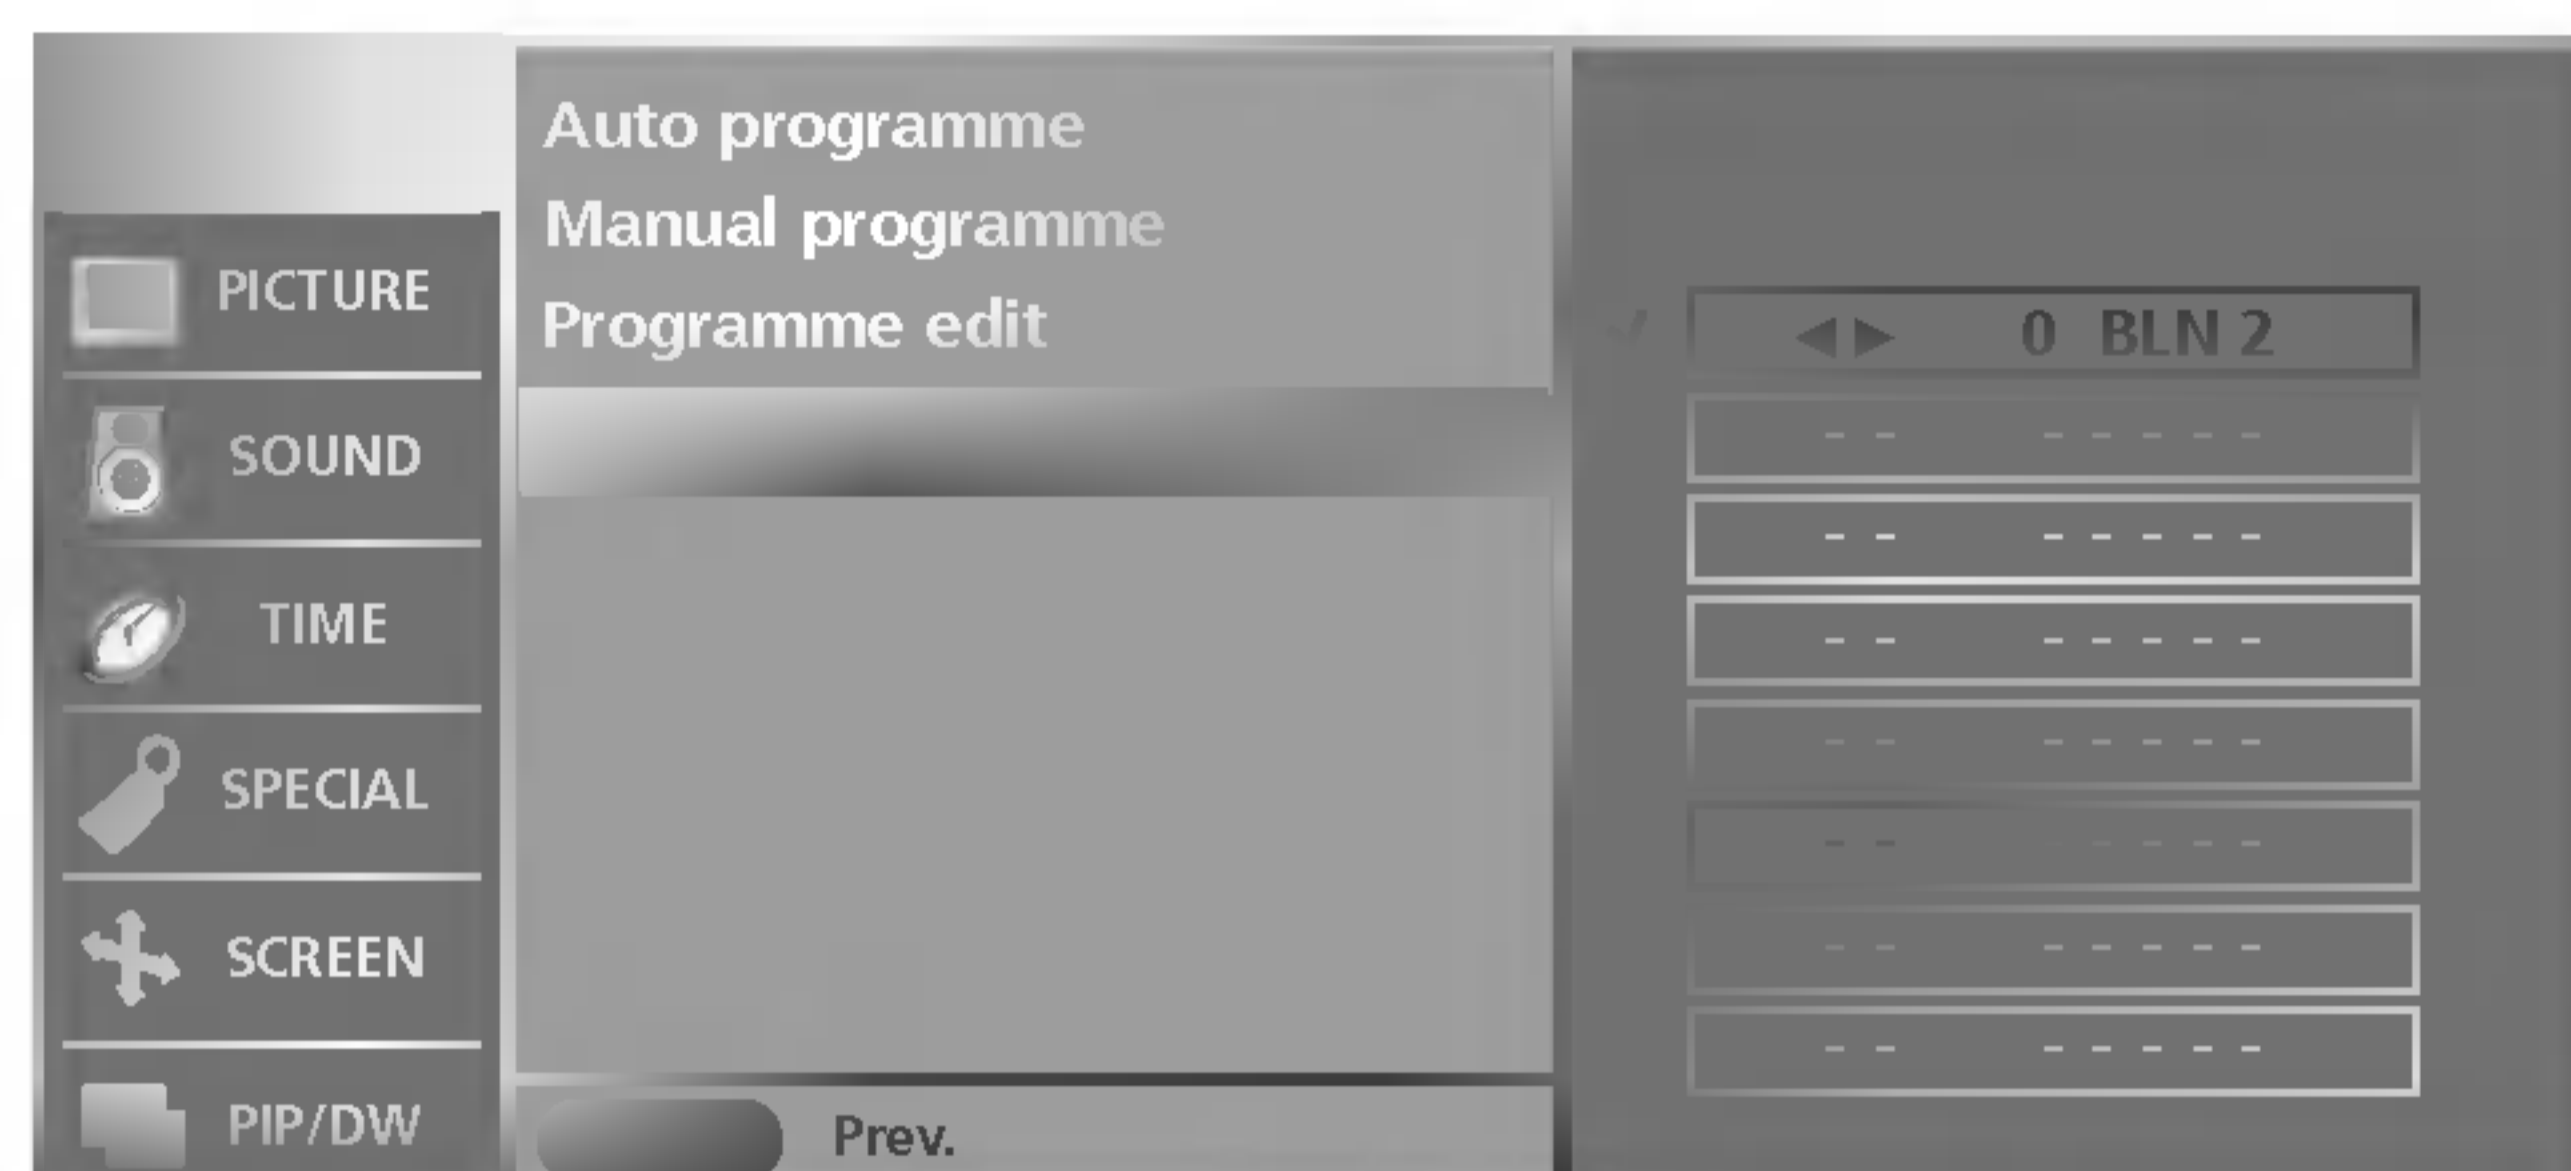 Auto programme
Manual programme
Programme edit
PICTURE
SOUND
TIME
SPECIAL
SCREEN
PIP/DW
◀▶ 0 BLN 2
- - - - - - -
- - - - - - -
- - - - - - -
- - - - - - -
- - - - - - -
- - - - - - -
- - - - - - -
Prev.